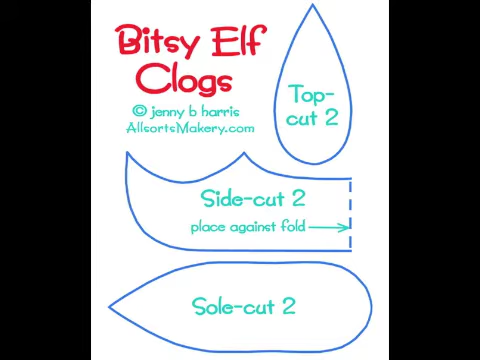 Bitsy Elf
Clogs
© jenny b harris
AllsortsMakery.com
Top-
cut 2
Side-cut 2
place against fold
Sole-cut 2